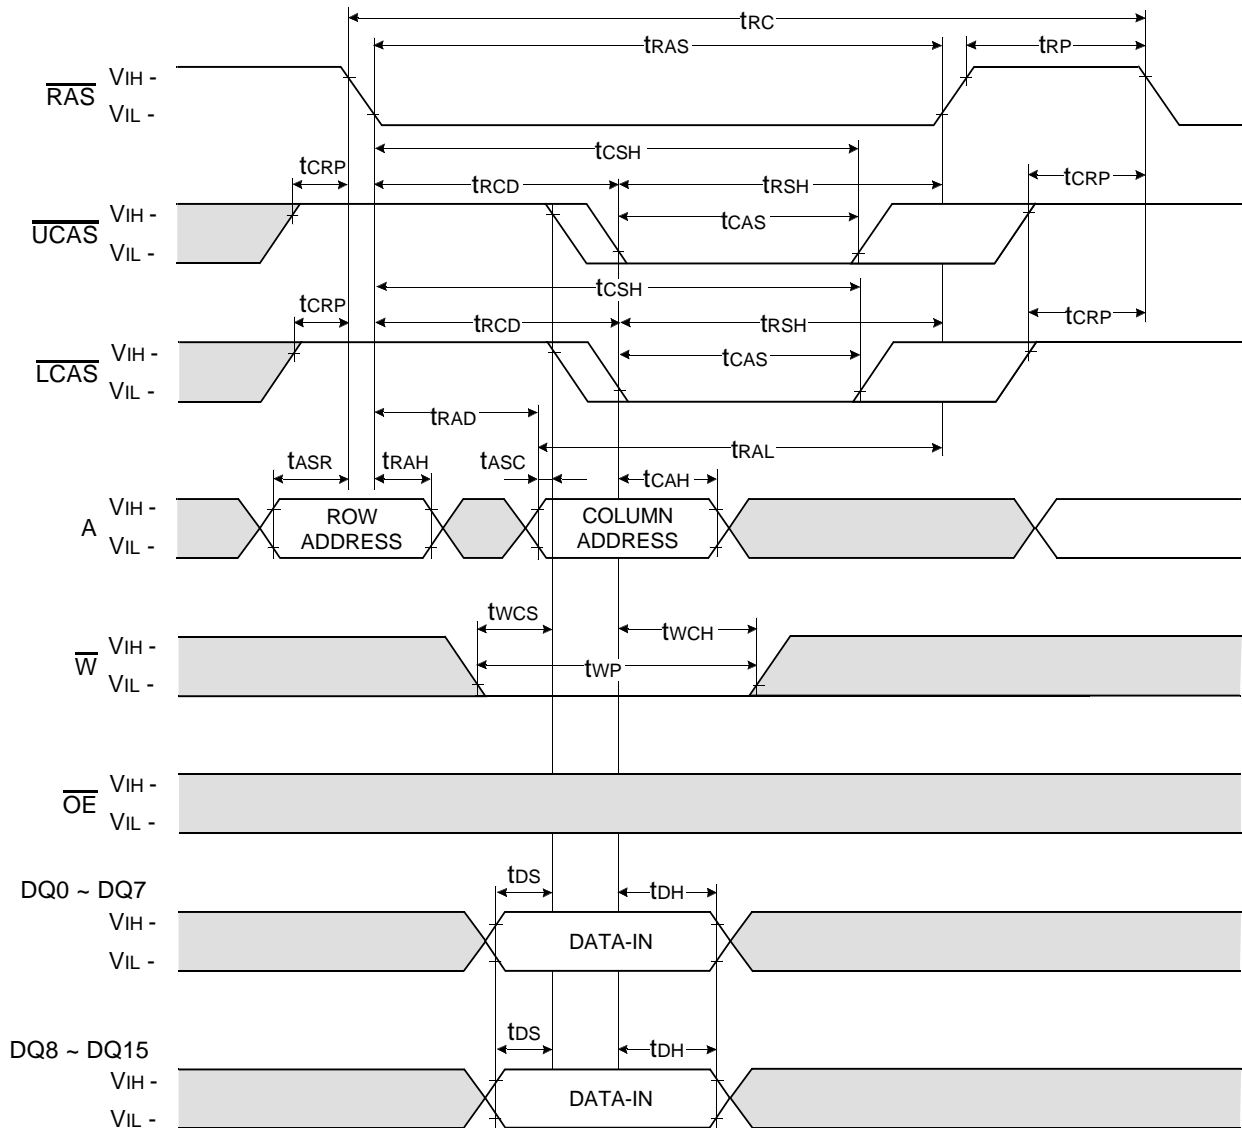 tRC
tRAS
tRP
RAS
VIH -
VIL -
tCSH
tCRP
tRCD
tRSH
tCRP
UCAS
VIH -
VIL -
tCAS
tCSH
tCRP
tRCD
tRSH
tCRP
LCAS
VIH -
VIL -
tCAS
tRAD
tRAL
tASR
tRAH
tASC
tCAH
A
VIH -
VIL -
ROW
ADDRESS
COLUMN
ADDRESS
tWCS
tWCH
W
VIH -
VIL -
tWP
OE
VIH -
VIL -
tDS
tDH
DQ0 ~ DQ7
VIH -
VIL -
DATA-IN
tDS
tDH
DQ8 ~ DQ15
VIH -
VIL -
DATA-IN